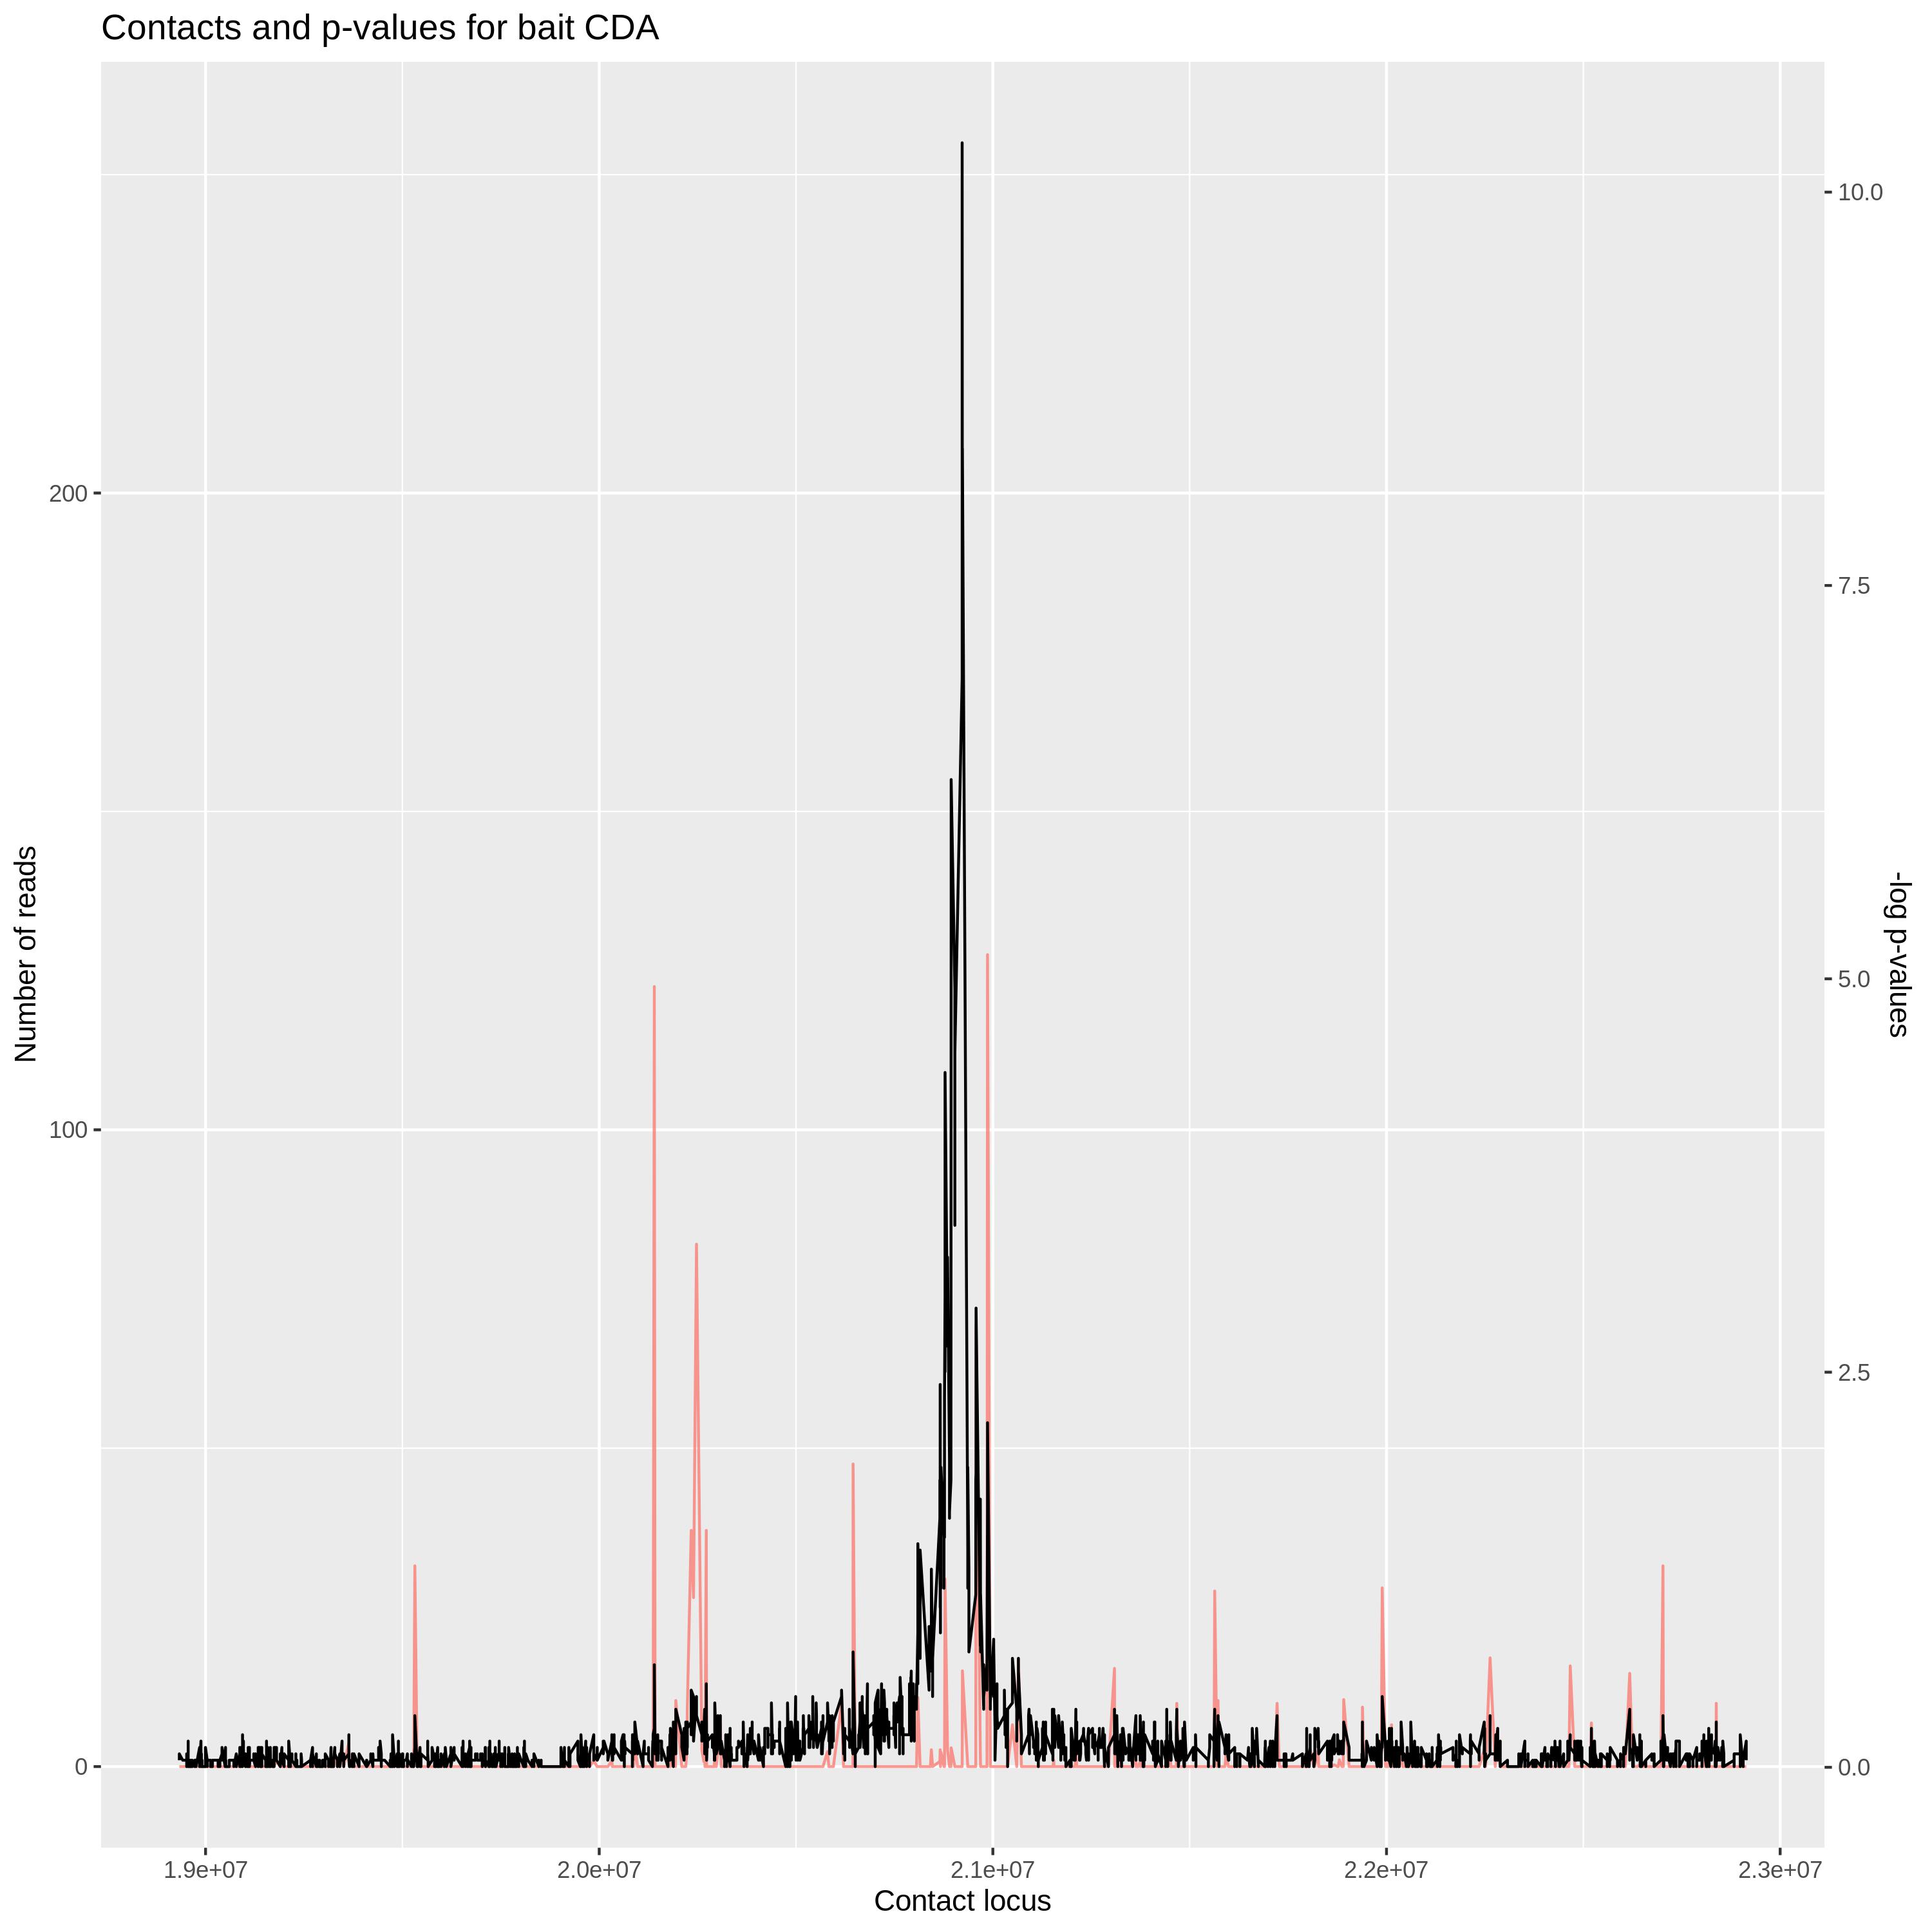 Contacts and p-values for bait CDA
Number of reads
200
100
0
10.0
7.5
5.0
2.5
0.0
-log p-values
1.9e+07
2.0e+07
2.1e+07
2.2e+07
2.3e+07
Contact locus